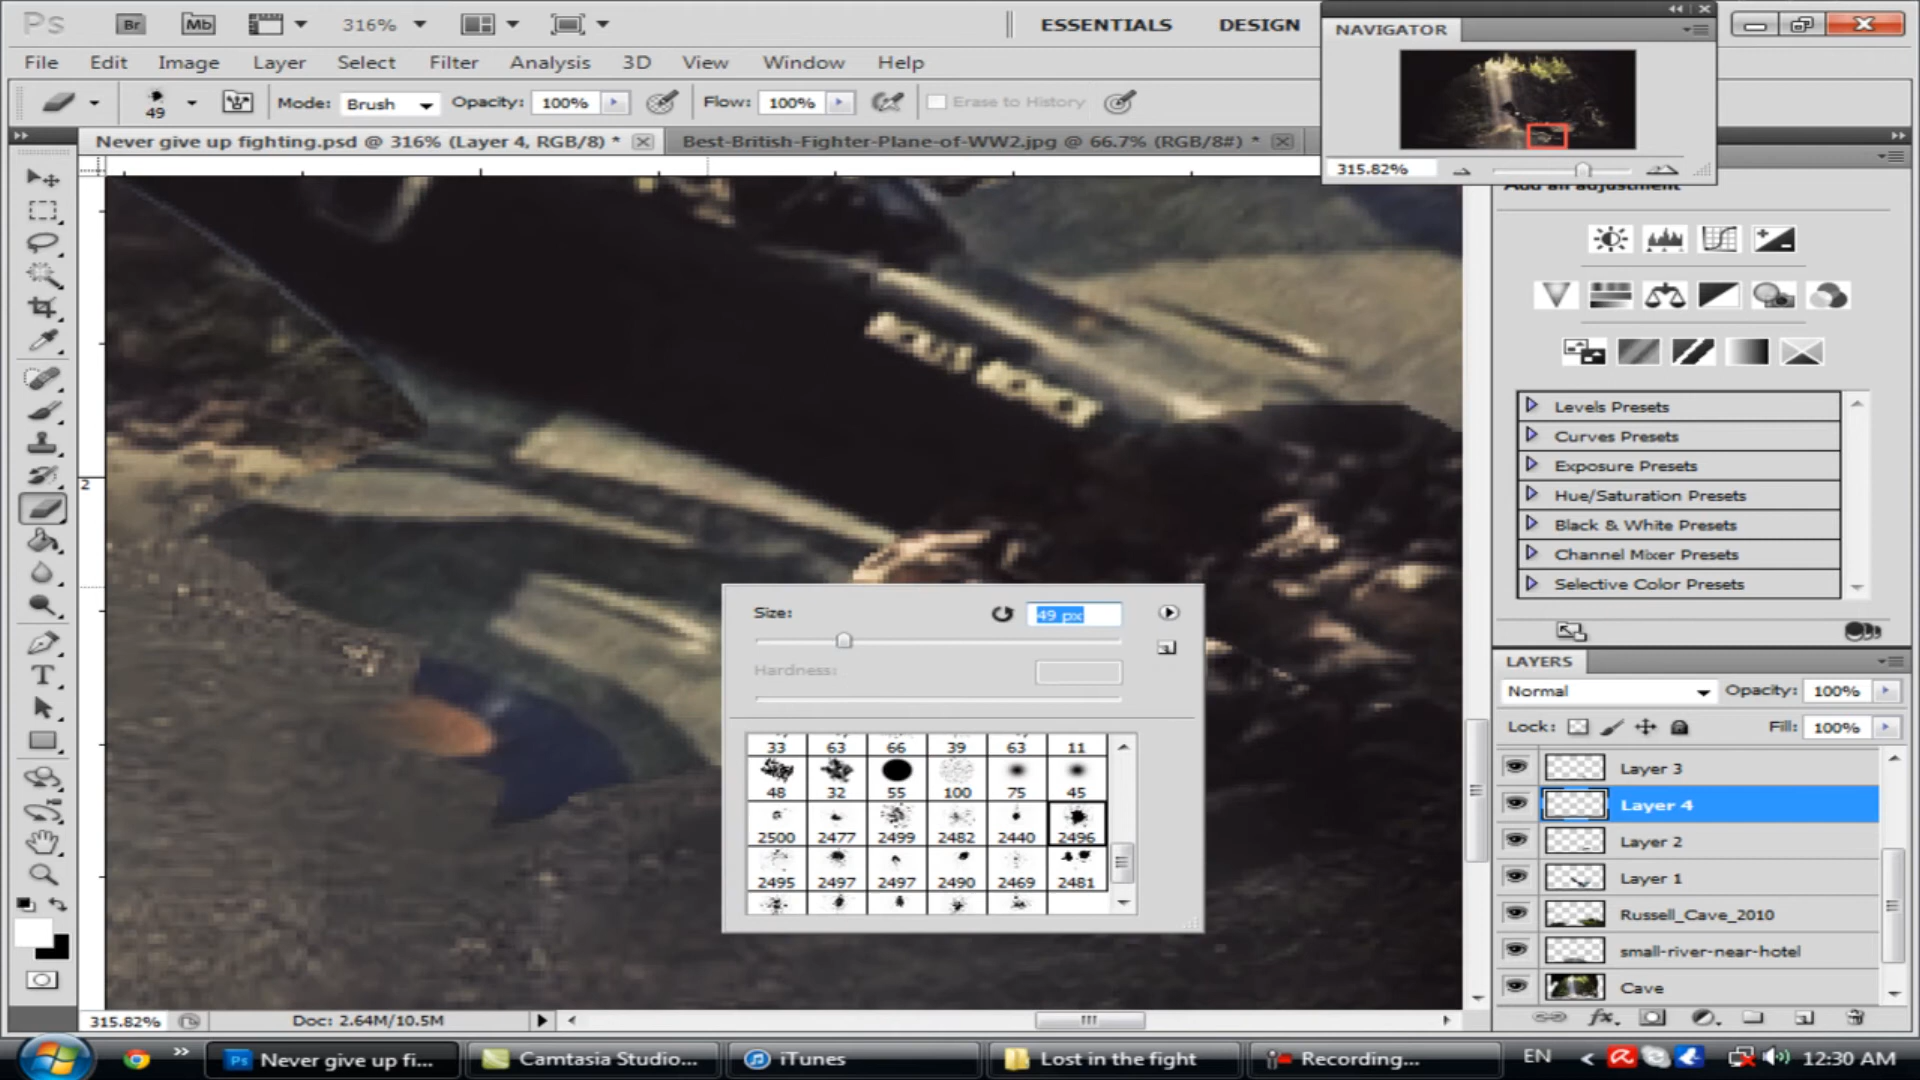 Ps Br Mb 316% ESSENTIALS DESIGN
NAVIGATOR
File Edit Image Layer Select Filter Analysis 3D View Window Help
49 Mode: Brush Opacity: 100% Flow: 100% Erase to History
Never give up fighting.psd @ 316% (Layer 4, RGB/8) * Best-British-Fighter-Plane-of-WW2.jpg @ 66.7% (RGB/8#) *
315.82%
Add an adjustment
Levels Presets
Curves Presets
Exposure Presets
Hue/Saturation Presets
Black & White Presets
Channel Mixer Presets
Selective Color Presets
2
Size: 49 px
Hardness:
33 63 66 39 63 11
48 32 55 100 75 45
2500 2477 2499 2482 2440 2496
2495 2497 2497 2490 2469 2481
LAYERS
Normal Opacity: 100%
Lock: Fill: 100%
Layer 3
Layer 4
Layer 2
Layer 1
Russell_Cave_2010
small-river-near-hotel
Cave
315.82% Doc: 2.64M/10.5M
Ps Never give up fi... Camtasia Studio... iTunes Lost in the fight Recording... EN 12:30 AM